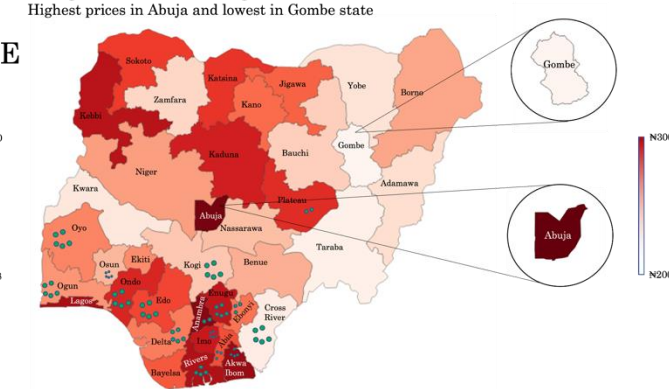 Highest prices in Abuja and lowest in Gombe state
E
Sokoto
Katsina
Jigawa
Yobe
Borno
Gombe
Zamfara
Kano
Kebbi
Kaduna
Bauchi
Gombe
Niger
Adamawa
Kwara
Plateau
Abuja
Nassarawa
Abuja
Oyo
Taraba
Osun
Ekiti
Kogi
Benue
Ogun
Ondo
Lagos
Edo
Enugu
Anambra
Ebonyi
Cross
River
Delta
Imo
Abia
Rivers
Akwa
Ibom
Bayelsa
₦300
₦200